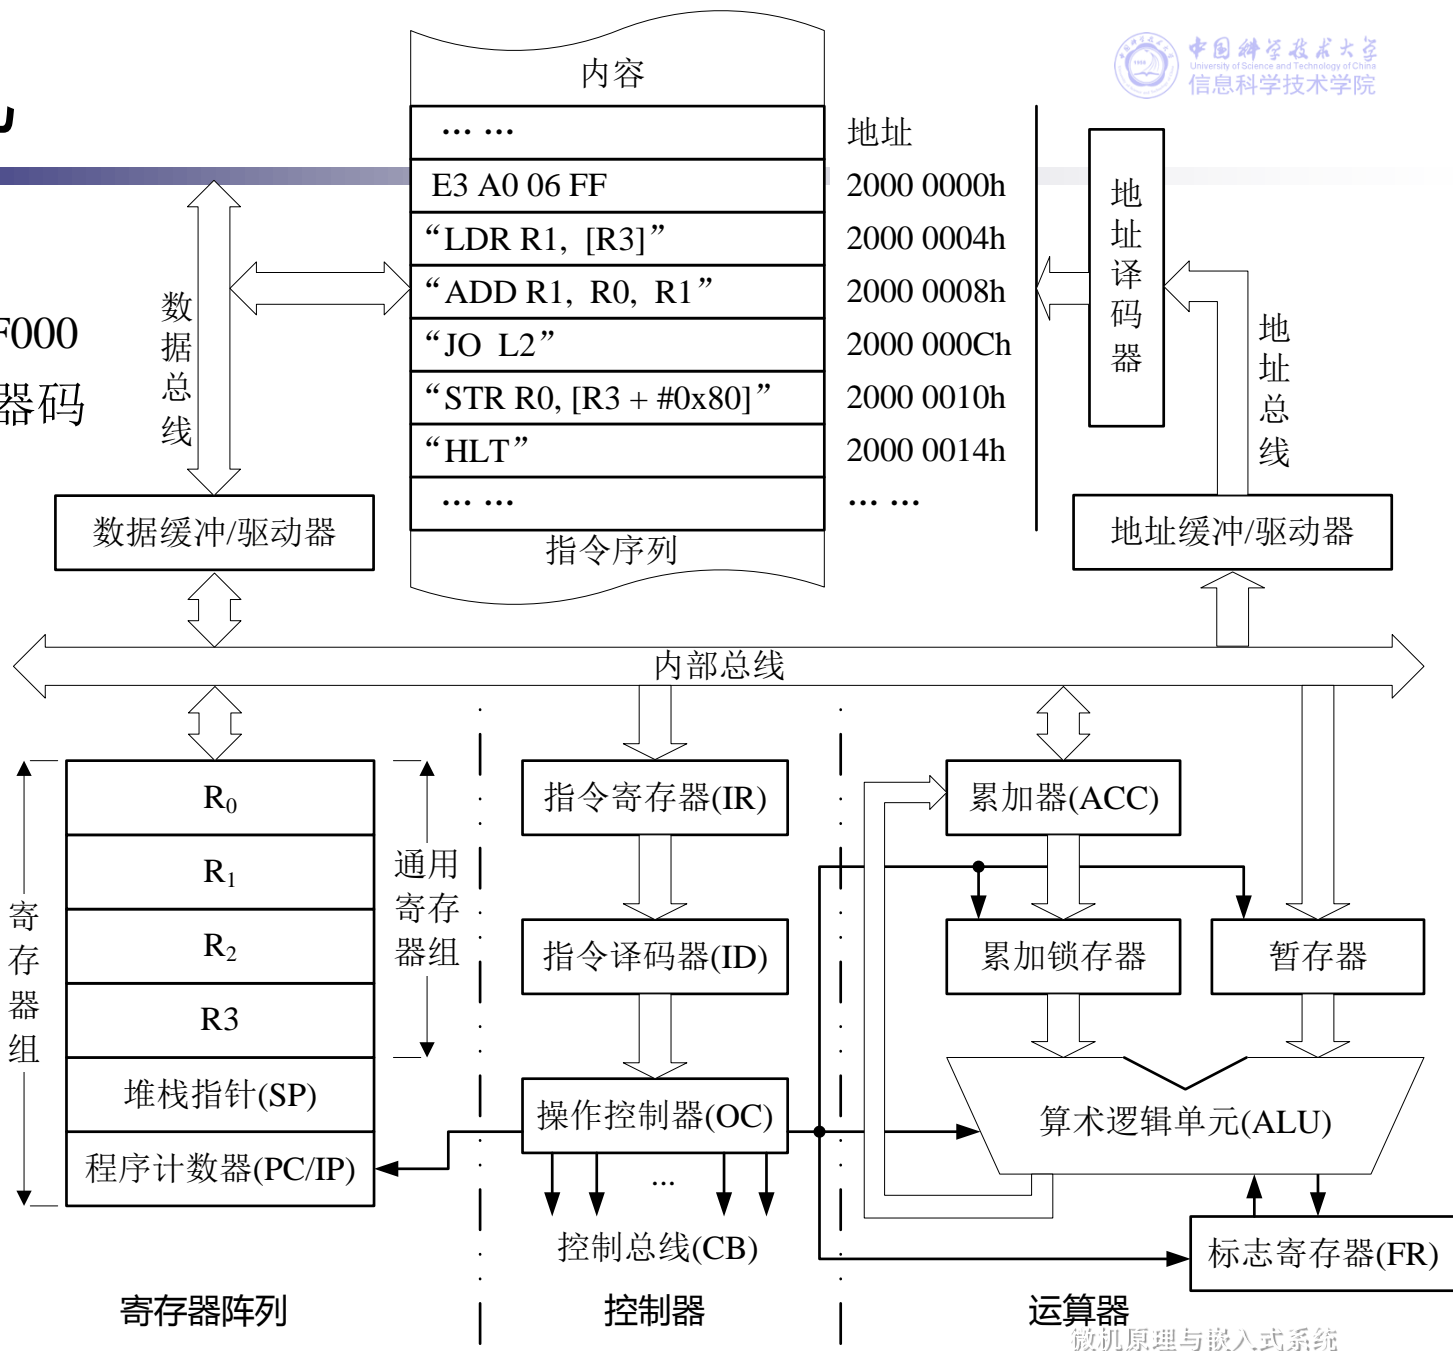 中国科学技术大学
University of Science and Technology of China
信息科学技术学院
内容
… …
地址
E3 A0 06 FF
2000 0000h
“LDR R1, [R3]”
2000 0004h
“ADD R1, R0, R1”
2000 0008h
“JO L2”
2000 000Ch
“STR R0, [R3 + #0x80]”
2000 0010h
“HLT”
2000 0014h
… …
… …
指令序列
F000
器码
数据总线
地址译码器
地址总线
数据缓冲/驱动器
地址缓冲/驱动器
内部总线
寄存器组
R0
R1
R2
R3
堆栈指针(SP)
程序计数器(PC/IP)
通用寄存器组
指令寄存器(IR)
指令译码器(ID)
操作控制器(OC)
...
控制总线(CB)
累加器(ACC)
累加锁存器
暂存器
算术逻辑单元(ALU)
标志寄存器(FR)
寄存器阵列
控制器
运算器
微机原理与嵌入式系统